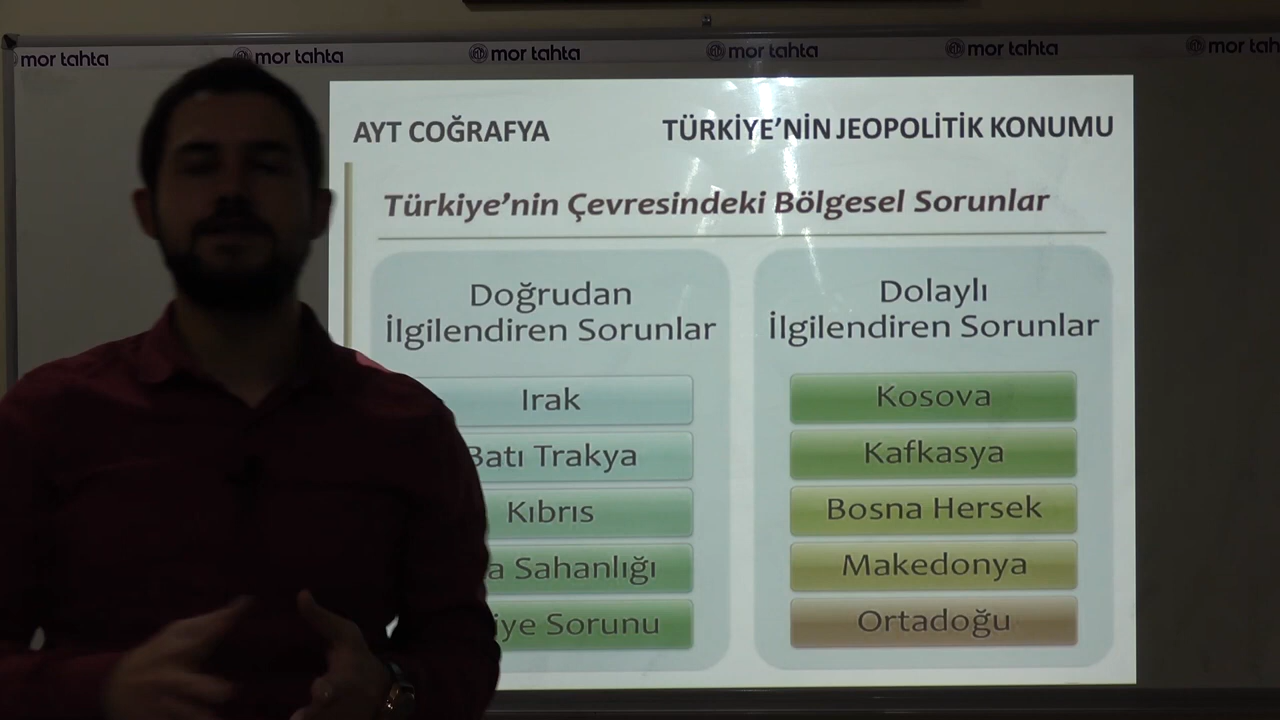 mor tahta mor tahta mor tahta mor tahta mor tahta mor tahta
AYT COĞRAFYA
TÜRKİYE'NİN JEOPOLİTİK KONUMU
Türkiye'nin Çevresindeki Bölgesel Sorunlar
Doğrudan
İlgilendiren Sorunlar
Irak
Batı Trakya
Kıbrıs
Sahanlığı
Sorunu
Dolaylı
İlgilendiren Sorunlar
Kosova
Kafkasya
Bosna Hersek
Makedonya
Ortadoğu